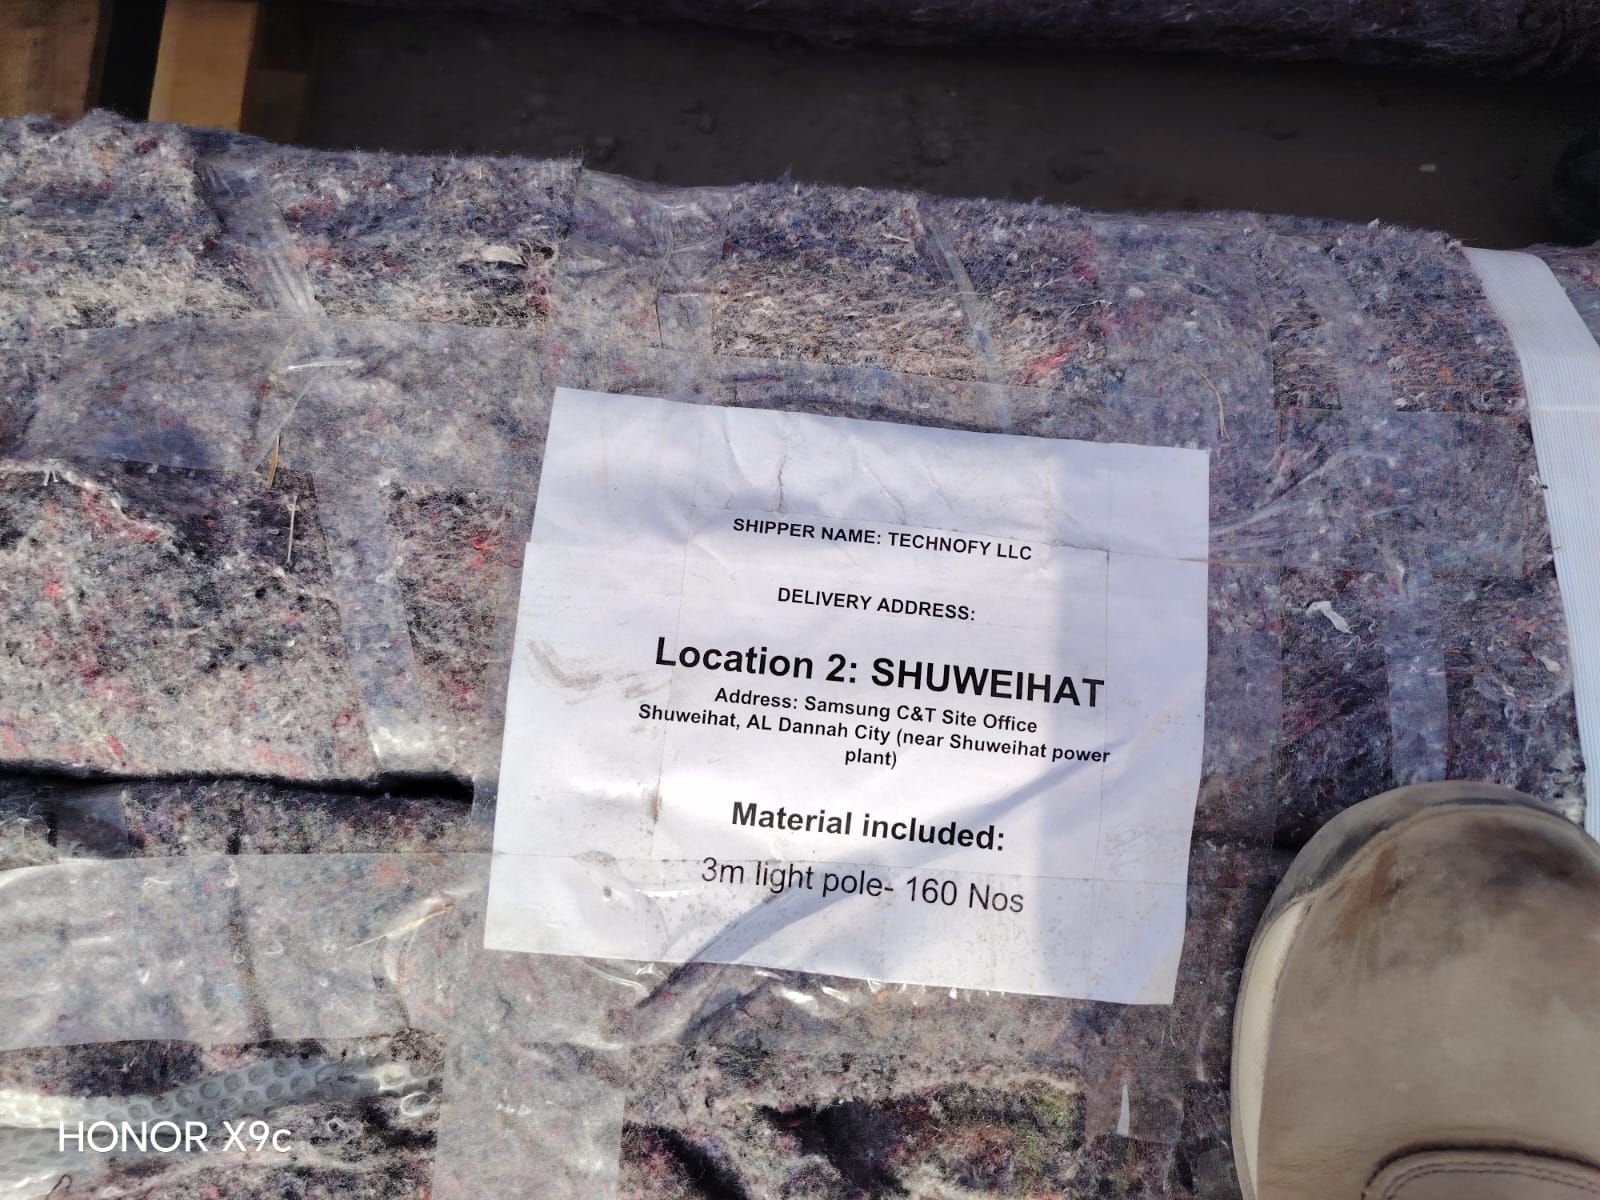 SHIPPER NAME: TECHNOFY LLC
DELIVERY ADDRESS:
Location 2: SHUWEIHAT
Address: Samsung C&T Site Office
Shuweihat, AL Dannah City (near Shuweihat power
plant)
Material included:
3m light pole- 160 Nos
HONOR X9c